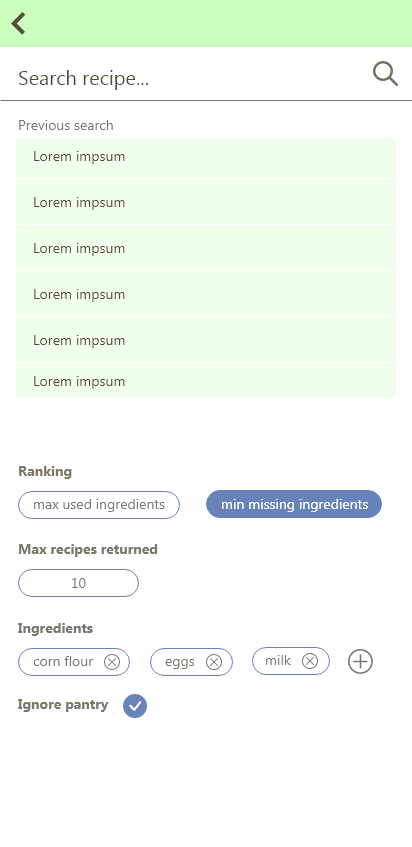 Search recipe...
Previous search
Lorem impsum
Lorem impsum
Lorem impsum
Lorem impsum
Lorem impsum
Lorem impsum
Ranking
max used ingredients min missing ingredients
Max recipes returned
10
Ingredients
corn flour eggs milk
Ignore pantry